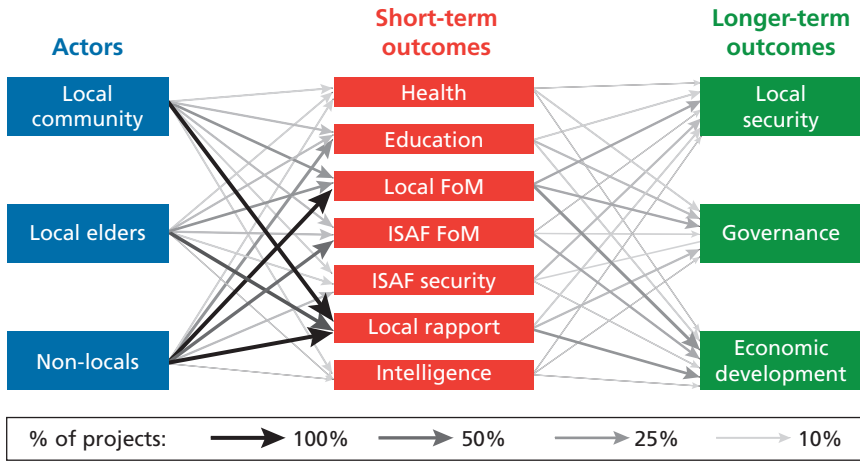 Actors
Short-term
outcomes
Longer-term
outcomes
Local
community
Local elders
Non-locals
Health
Education
Local FoM
ISAF FoM
ISAF security
Local rapport
Intelligence
Local
security
Governance
Economic
development
% of projects: 100% 50% 25% 10%